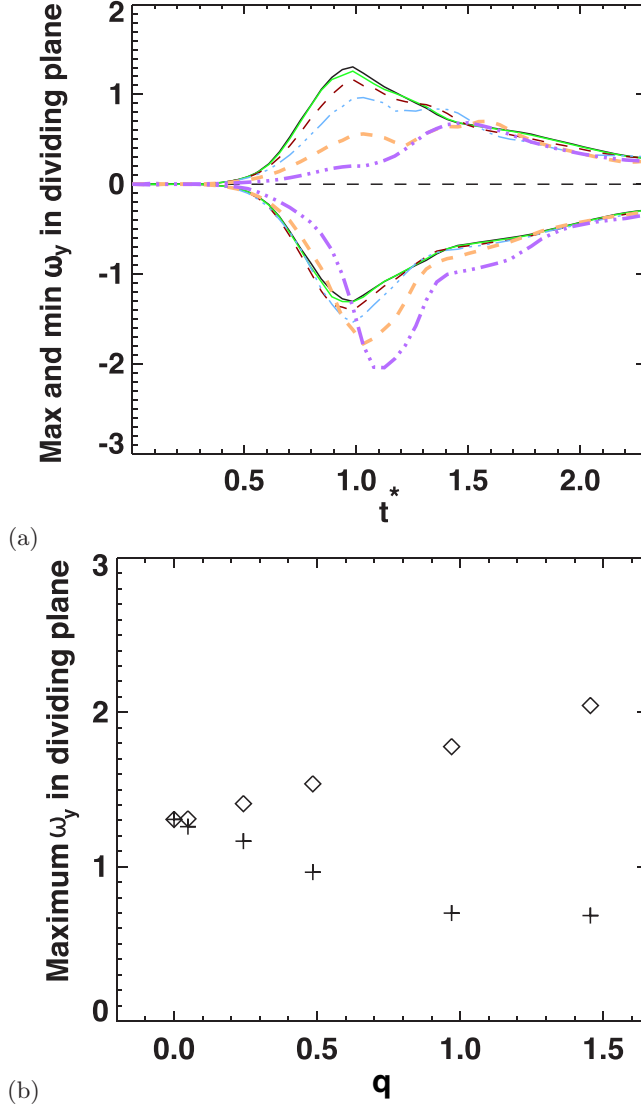 Max and min ω_y in dividing plane
2
1
0
-1
-2
-3
0.5 1.0 1.5 2.0
t*
(a)
Maximum ω_y in dividing plane
3
2
1
0
0.0 0.5 1.0 1.5
q
(b)